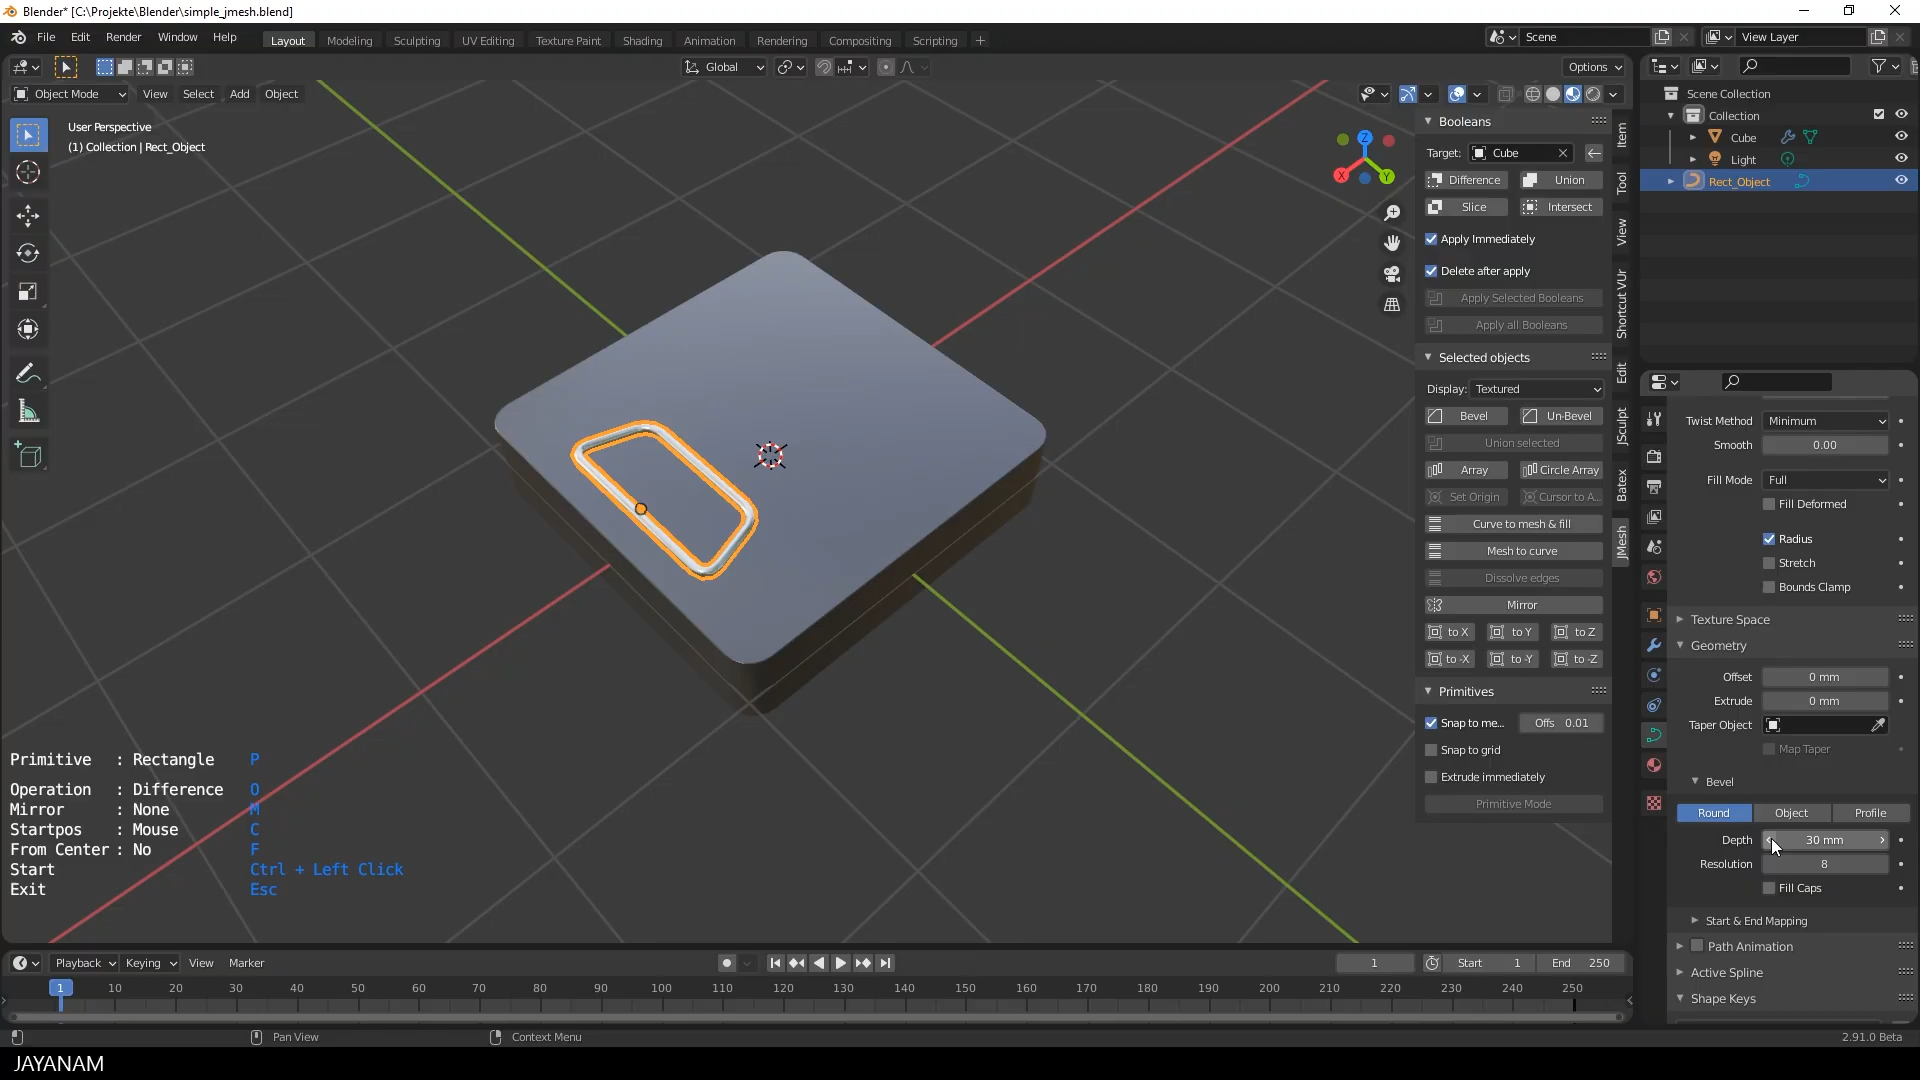 Blender* [C:\Projekte\Blender\simple_jmesh.blend]
File Edit Render Window Help
Layout Modeling Sculpting UV Editing Texture Paint Shading Animation Rendering Compositing Scripting +
Scene
View Layer
Global
Options
Object Mode View Select Add Object
User Perspective
(1) Collection | Rect_Object
Z
X
Y
Booleans
Target: Cube
Difference Union
Slice Intersect
Apply Immediately
Delete after apply
Apply Selected Booleans
Apply all Booleans
Selected objects
Display: Textured
Bevel Un-Bevel
Union selected
Array Circle Array
Set Origin Cursor to A..
Curve to mesh & fill
Mesh to curve
Dissolve edges
Mirror
to X to Y to Z
to -X to -Y to -Z
Primitives
Snap to me... Offs 0.01
Snap to grid
Extrude immediately
Primitive Mode
Item
Tool
View
Shortcut VUr
Edit
JSculpt
Batex
JMesh
Scene Collection
Collection
Cube
Light
Rect_Object
Twist Method Minimum
Smooth 0.00
Fill Mode Full
Fill Deformed
Radius
Stretch
Bounds Clamp
Texture Space
Geometry
Offset 0 mm
Extrude 0 mm
Taper Object
Map Taper
Bevel
Round Object Profile
Depth 30 mm
Resolution 8
Fill Caps
Start & End Mapping
Path Animation
Active Spline
Shape Keys
Primitive : Rectangle P
Operation : Difference O
Mirror : None M
Startpos : Mouse C
From Center : No F
Start Ctrl + Left Click
Exit Esc
Playback Keying View Marker
1 Start 1 End 250
1 10 20 30 40 50 60 70 80 90 100 110 120 130 140 150 160 170 180 190 200 210 220 230 240 250
Pan View Context Menu 2.91.0 Beta
JAYANAM